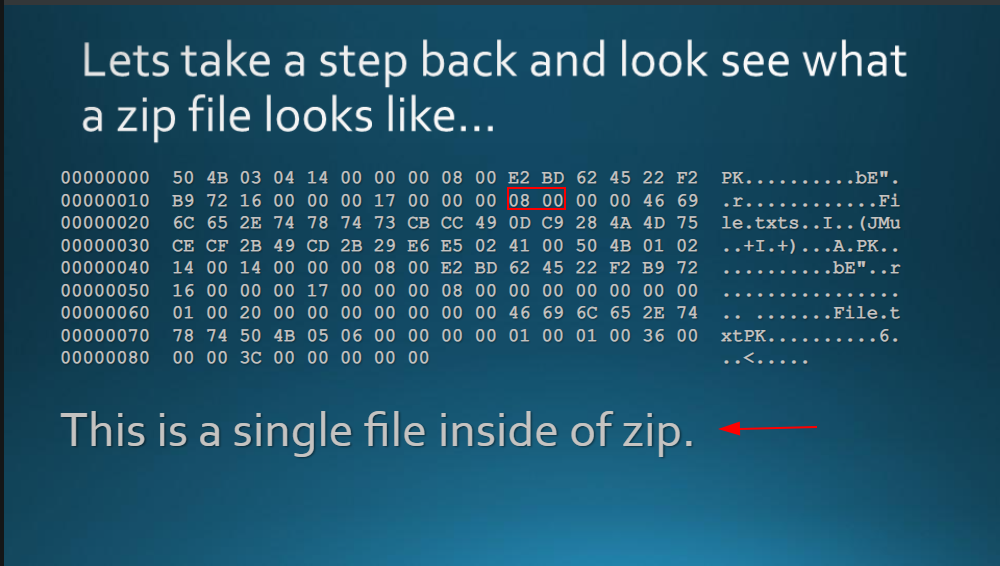 Lets take a step back and look see what
a zip file looks like...
00000000 50 4B 03 04 14 00 00 00 08 00 E2 BD 62 45 22 F2 PK..........bE".
00000010 B9 72 16 00 00 00 17 00 00 00 08 00 00 00 46 69 .r............Fi
00000020 6C 65 2E 74 78 74 73 CB CC 49 0D C9 28 4A 4D 75 le.txts..I..(JMu
00000030 CE CF 2B 49 CD 2B 29 E6 E5 02 41 00 50 4B 01 02 ..+I.+)...A.PK..
00000040 14 00 14 00 00 00 08 00 E2 BD 62 45 22 F2 B9 72 ..........bE"..r
00000050 16 00 00 00 17 00 00 00 08 00 00 00 00 00 00 00 ................
00000060 01 00 20 00 00 00 00 00 00 00 46 69 6C 65 2E 74 .. .......File.t
00000070 78 74 50 4B 05 06 00 00 00 00 01 00 01 00 36 00 xtPK..........6.
00000080 00 00 3C 00 00 00 00 00 ..<.....
This is a single file inside of zip.